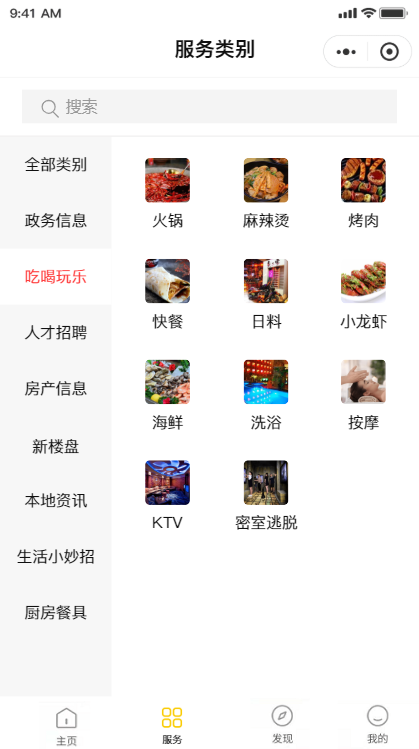 9:41 AM
服务类别
搜索
全部类别
政务信息
吃喝玩乐
人才招聘
房产信息
新楼盘
本地资讯
生活小妙招
厨房餐具
火锅 麻辣烫 烤肉
快餐 日料 小龙虾
海鲜 洗浴 按摩
KTV 密室逃脱
主页 服务 发现 我的